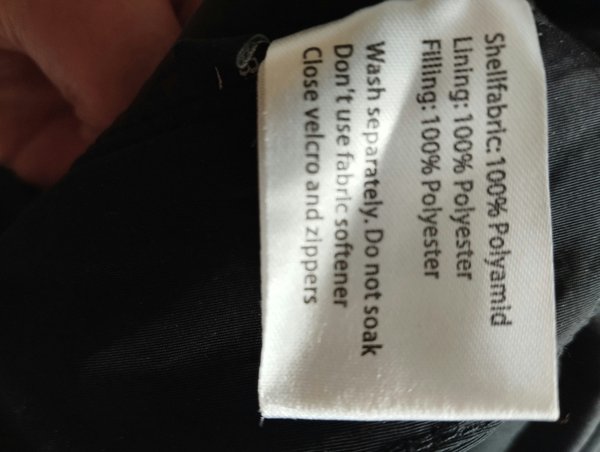 Shellfabric: 100% Polyamid
Lining: 100% Polyester
Filling: 100% Polyester
Wash separately. Do not soak
Don't use fabric softener
Close velcro and zippers